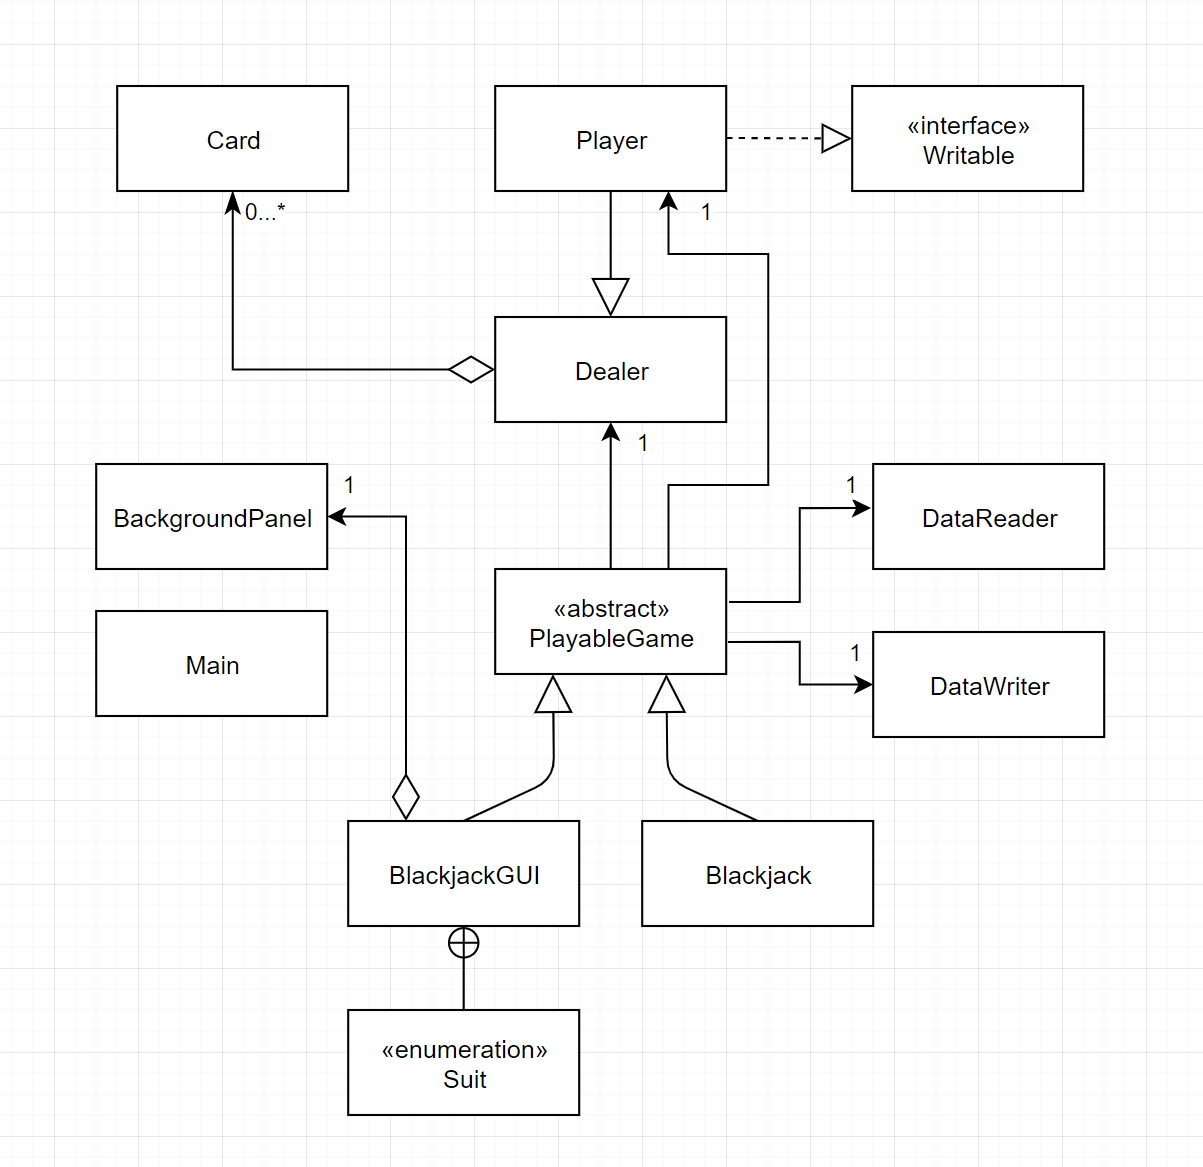 Card
Player
«interface»
Writable
0...*
1
Dealer
1
BackgroundPanel
1
1
DataReader
«abstract»
PlayableGame
Main
1
DataWriter
BlackjackGUI
Blackjack
«enumeration»
Suit